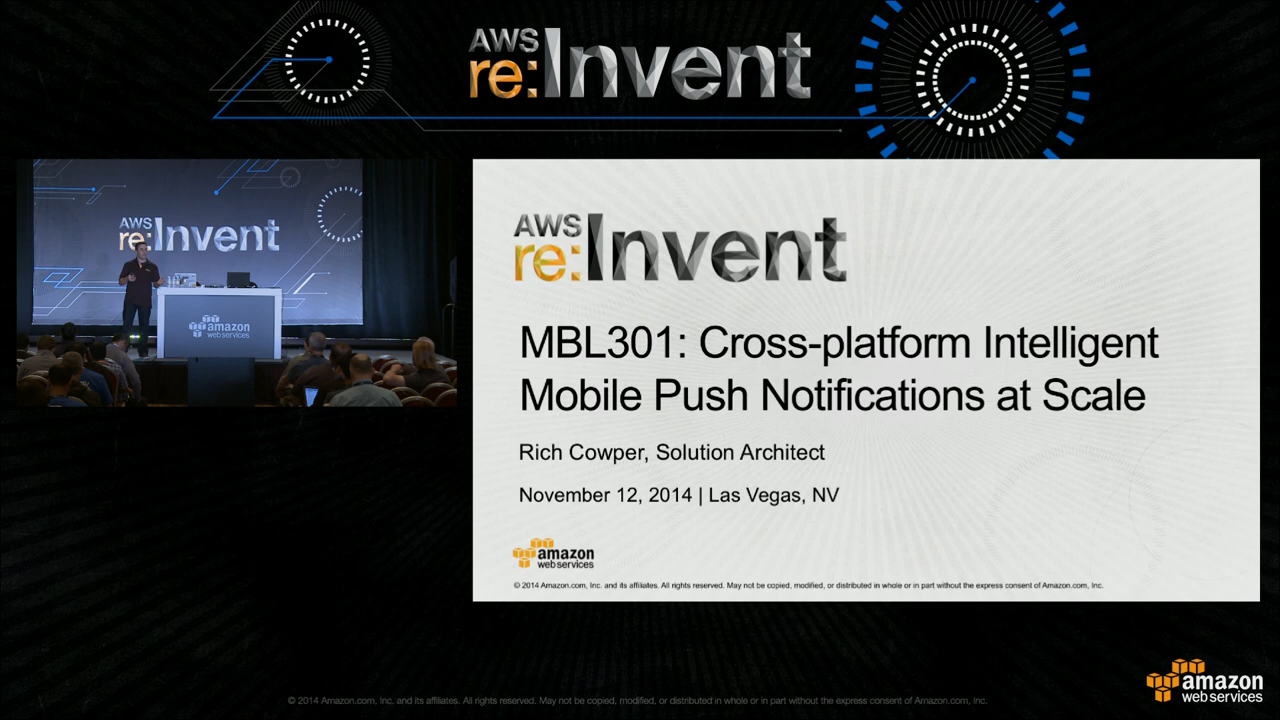 AWS
re:Invent
AWS
re:Invent
amazon
web services
AWS
re:Invent
MBL301: Cross-platform Intelligent
Mobile Push Notifications at Scale
Rich Cowper, Solution Architect
November 12, 2014 | Las Vegas, NV
amazon
web services
© 2014 Amazon.com, Inc. and its affiliates. All rights reserved. May not be copied, modified, or distributed in whole or in part without the express consent of Amazon.com, Inc.
© 2014 Amazon.com, Inc. and its affiliates. All rights reserved. May not be copied, modified, or distributed in whole or in part without the express consent of Amazon.com, Inc.
amazon
web services